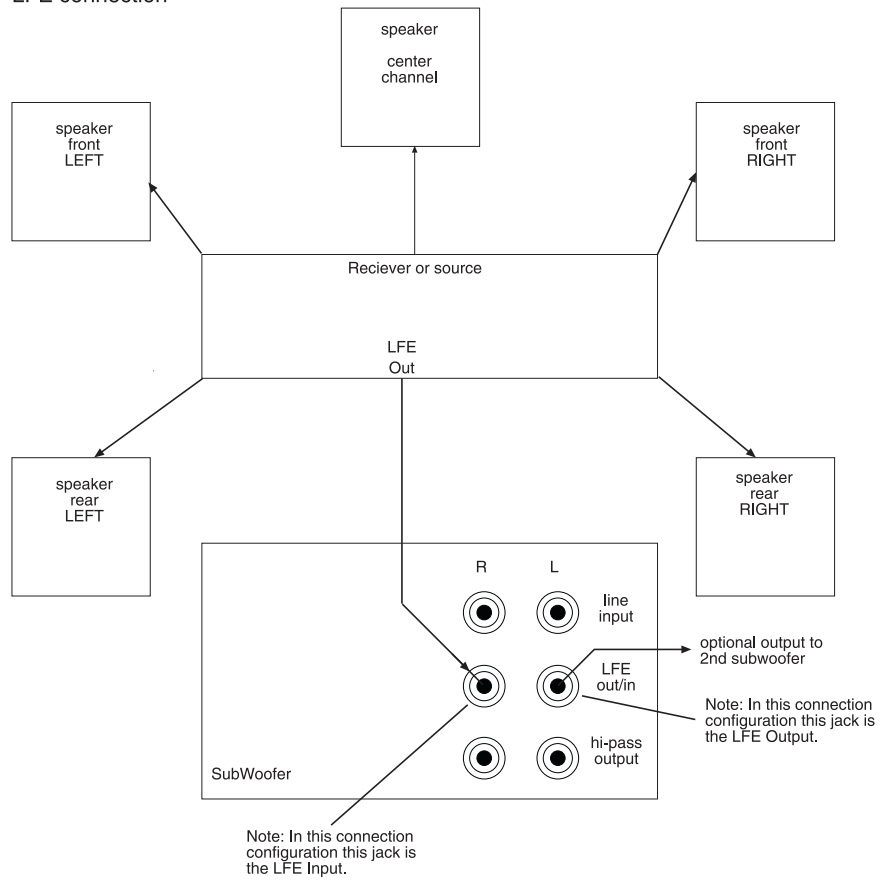 LFE connection
speaker
center
channel
speaker
front
LEFT
speaker
front
RIGHT
Reciever or source
LFE
Out
speaker
rear
LEFT
speaker
rear
RIGHT
R L
line
input
optional output to
2nd subwoofer
LFE
out/in
Note: In this connection
configuration this jack is
the LFE Output.
hi-pass
output
SubWoofer
Note: In this connection
configuration this jack is
the LFE Input.